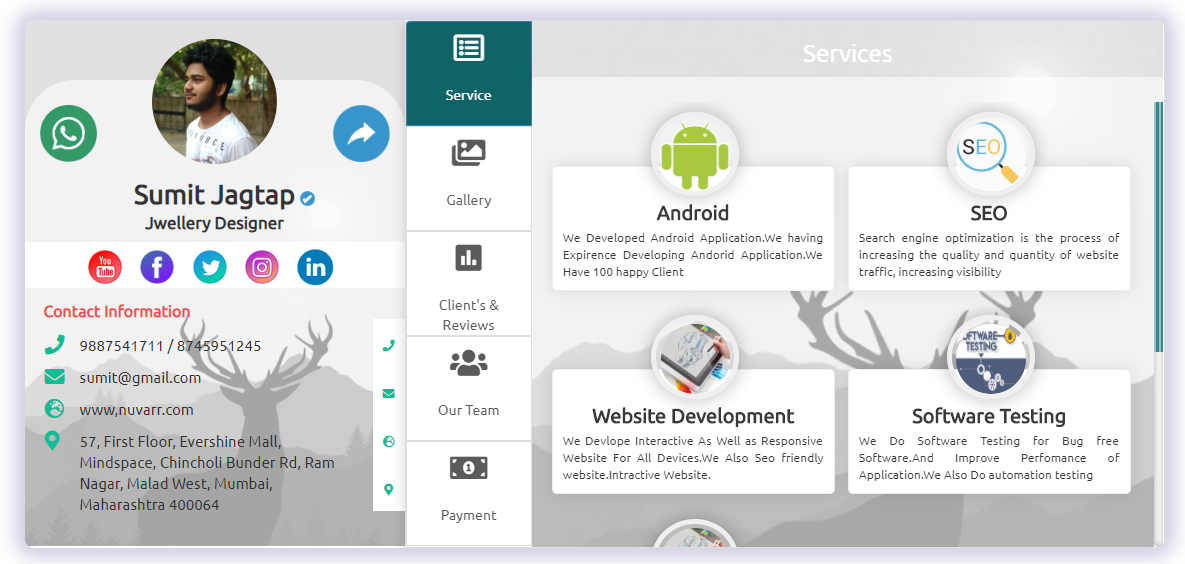 Sumit Jagtap
Jwellery Designer
You
Tube
Contact Information
9887541711 / 8745951245
sumit@gmail.com
www,nuvarr.com
57, First Floor, Evershine Mall,
Mindspace, Chincholi Bunder Rd, Ram
Nagar, Malad West, Mumbai,
Maharashtra 400064
Service
Gallery
Client's &
Reviews
Our Team
1
Payment
Services
Android
We Developed Android Application.We having
Expirence Developing Andorid Application.We
Have 100 happy Client
SEO
SEO
Search engine optimization is the process of
increasing the quality and quantity of website
traffic, increasing visibility
Website Development
We Devlope Interactive As Well as Responsive
Website For All Devices.We Also Seo friendly
website.Intractive Website.
TESTING
Software Testing
We Do Software Testing for Bug free
Software.And Improve Perfomance of
Application.We Also Do automation testing